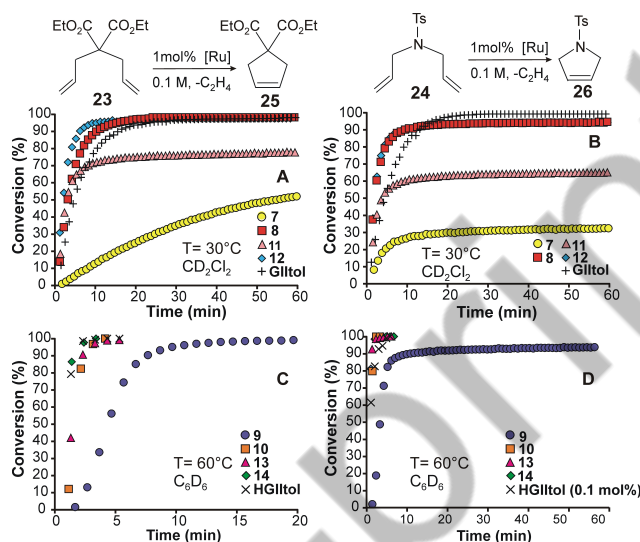 EtO₂C CO₂Et
1mol% [Ru]
0.1 M, -C₂H₄
EtO₂C CO₂Et
23
25
Ts
N
1mol% [Ru]
0.1 M, -C₂H₄
Ts
N
24
26
Conversion (%)
100
90
80
70
60
50
40
30
20
10
0
A
T= 30°C
CD₂Cl₂
7
8
11
12
GIItol
0 10 20 30 40 50 60
Time (min)
Conversion (%)
100
90
80
70
60
50
40
30
20
10
0
B
T= 30°C
CD₂Cl₂
7 11
8 12
GIItol
0 10 20 30 40 50 60
Time (min)
Conversion (%)
100
90
80
70
60
50
40
30
20
10
0
C
T= 60°C
C₆D₆
9
10
13
14
HGIItol
0 5 10 15 20
Time (min)
Conversion (%)
100
90
80
70
60
50
40
30
20
10
0
D
T= 60°C
C₆D₆
9
10
13
14
HGIItol (0.1 mol%)
0 10 20 30 40 50 60
Time (min)